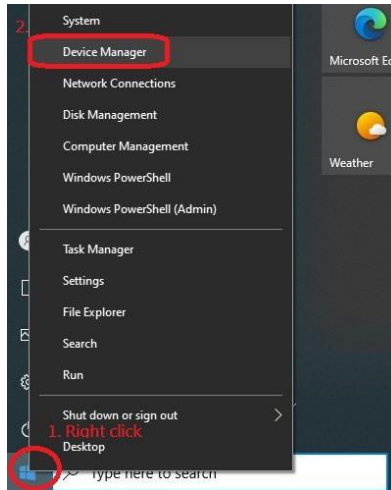 2.
System
Device Manager
Network Connections
Disk Management
Computer Management
Windows PowerShell
Windows PowerShell (Admin)
Task Manager
Settings
File Explorer
Search
Run
Shut down or sign out
1. Right click
Desktop
Type here to search
Microsoft Ed
Weather